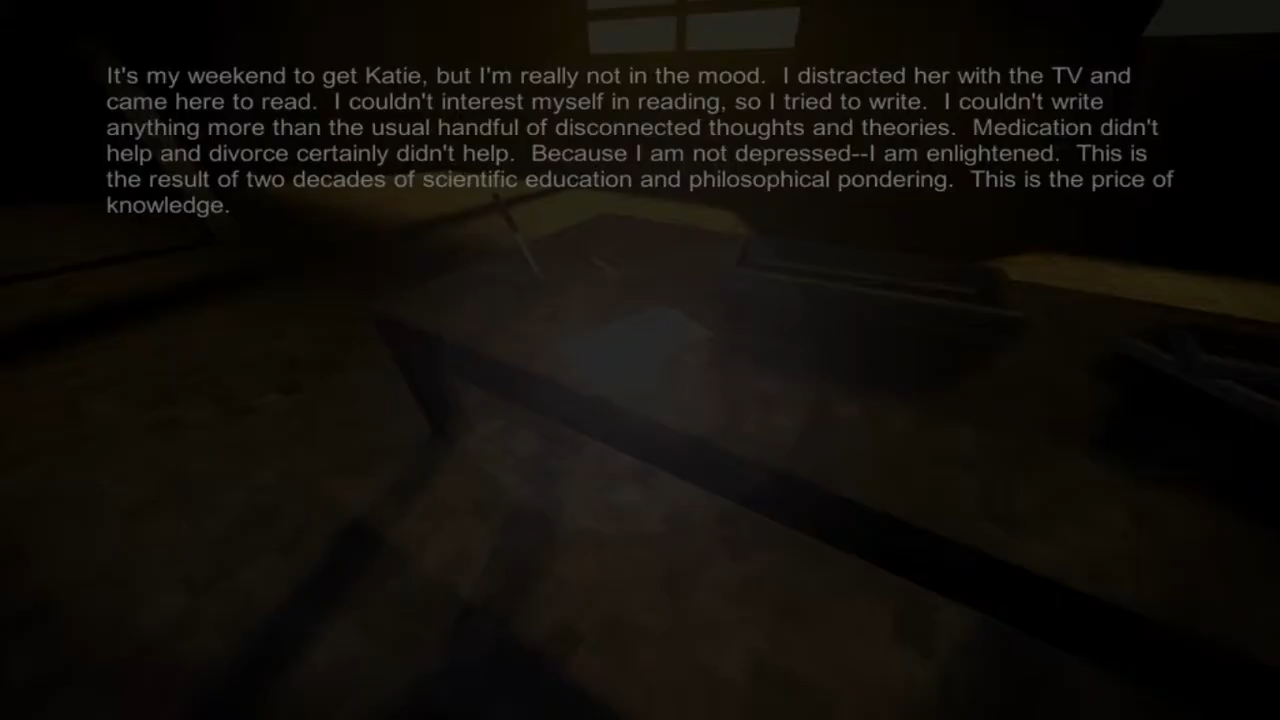 It's my weekend to get Katie, but I'm really not in the mood.  I distracted her with the TV and
came here to read.  I couldn't interest myself in reading, so I tried to write.  I couldn't write
anything more than the usual handful of disconnected thoughts and theories.  Medication didn't
help and divorce certainly didn't help.  Because I am not depressed--I am enlightened.  This is
the result of two decades of scientific education and philosophical pondering.  This is the price of
knowledge.